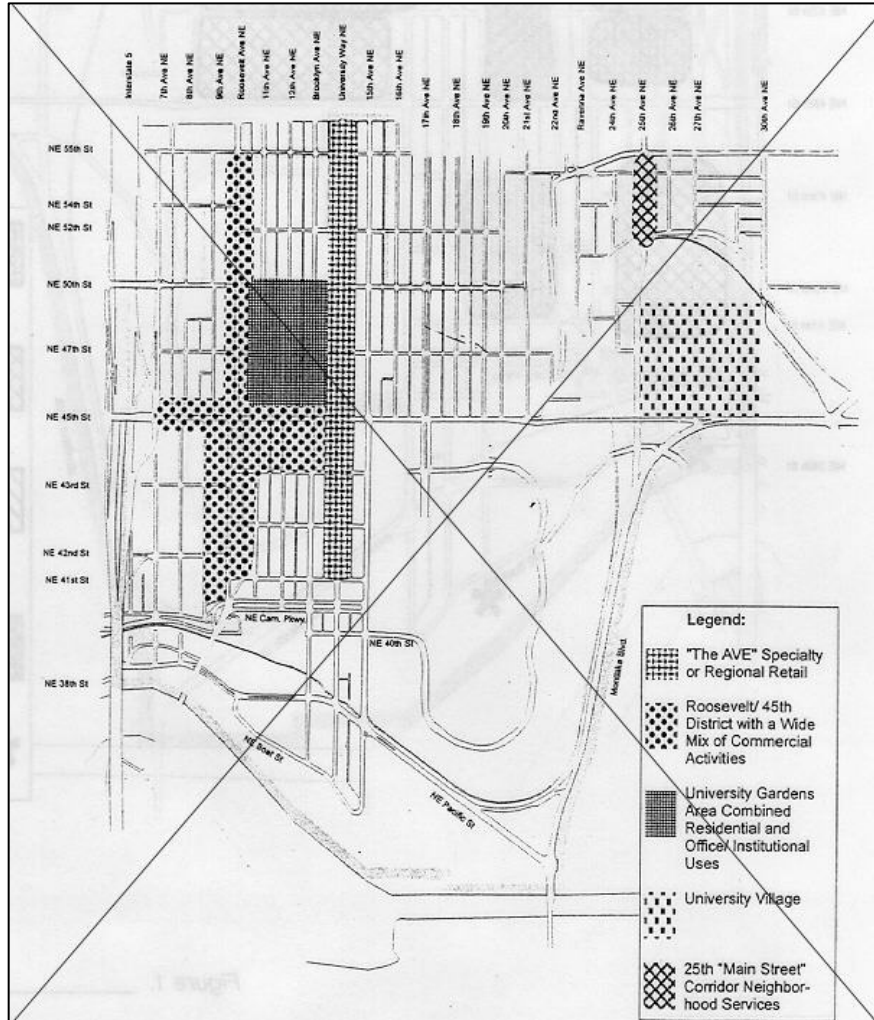 Interstate 5
7th Ave NE
8th Ave NE
9th Ave NE
Roosevelt Ave NE
11th Ave NE
12th Ave NE
Brooklyn Ave NE
University Way NE
15th Ave NE
16th Ave NE
17th Ave NE
18th Ave NE
19th Ave NE
20th Ave NE
21st Ave NE
22nd Ave NE
Ravenna Ave NE
24th Ave NE
25th Ave NE
26th Ave NE
27th Ave NE
30th Ave NE
NE 55th St
NE 54th St
NE 52th St
NE 50th St
NE 47th St
NE 45th St
NE 43rd St
NE 42nd St
NE 41st St
NE Cam. Pkwy.
NE 40th St
NE 38th St
NE Boat St.
NE Pacific St
Montlake Blvd.
Legend:
"The AVE" Specialty
or Regional Retail
Roosevelt/ 45th
District with a Wide
Mix of Commercial
Activities
University Gardens
Area Combined
Residential and
Office/ Institutional
Uses
University Village
25th "Main Street"
Corridor Neighbor-
hood Services
Figure 1